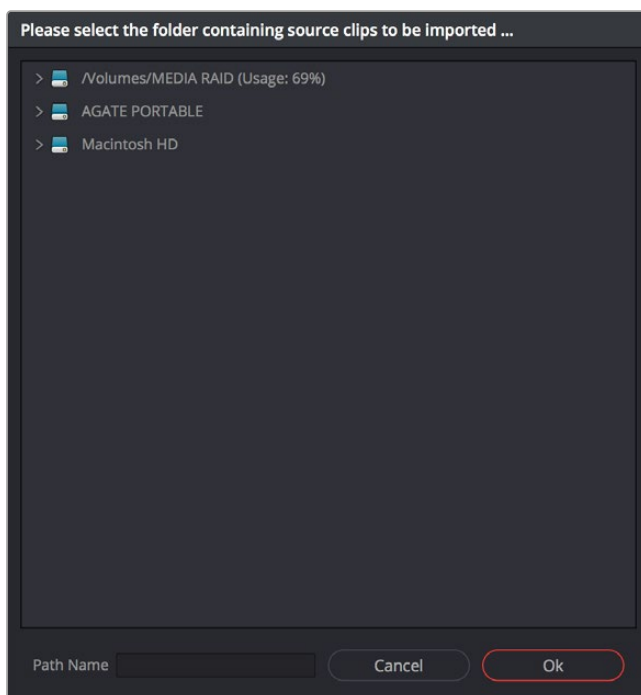 Please select the folder containing source clips to be imported ...
/Volumes/MEDIA RAID (Usage: 69%)
AGATE PORTABLE
Macintosh HD
Path Name Cancel Ok